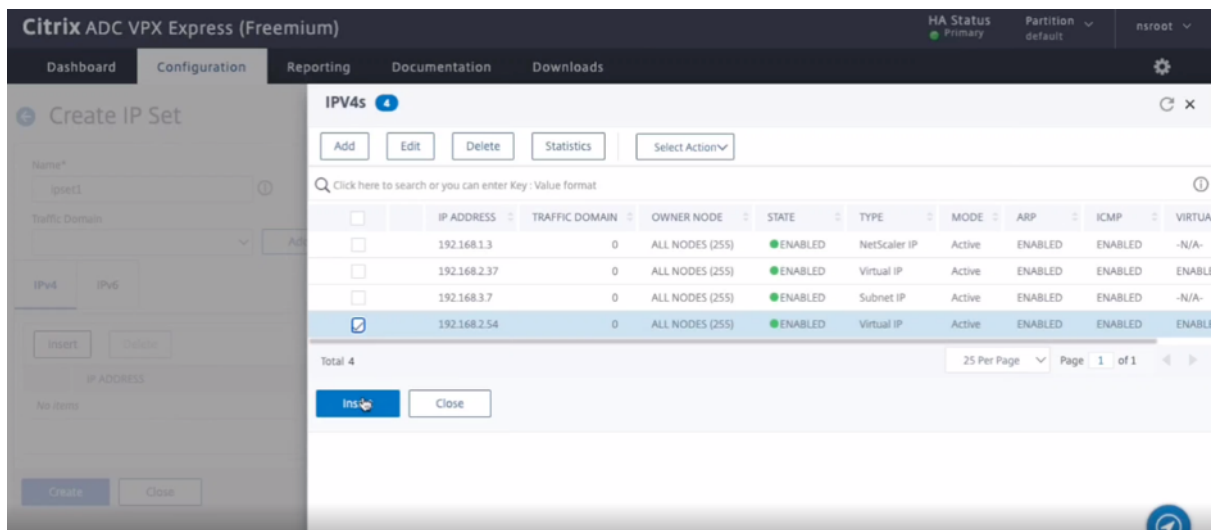 Citrix ADC VPX Express (Freemium)
HA Status Primary
Partition default
nsroot
Dashboard Configuration Reporting Documentation Downloads
Create IP Set
Name*
ipset1
Traffic Domain
Add
IPv4 IPv6
Insert Delete
IP ADDRESS
No items
Create Close
IPV4s 4
Add Edit Delete Statistics Select Action
Click here to search or you can enter Key : Value format
IP ADDRESS TRAFFIC DOMAIN OWNER NODE STATE TYPE MODE ARP ICMP VIRTUA
192.168.1.3 0 ALL NODES (255) ENABLED NetScaler IP Active ENABLED ENABLED -N/A-
192.168.2.37 0 ALL NODES (255) ENABLED Virtual IP Active ENABLED ENABLED ENABL
192.168.3.7 0 ALL NODES (255) ENABLED Subnet IP Active ENABLED ENABLED -N/A-
192.168.2.54 0 ALL NODES (255) ENABLED Virtual IP Active ENABLED ENABLED ENABL
Total 4
25 Per Page Page 1 of 1
Close